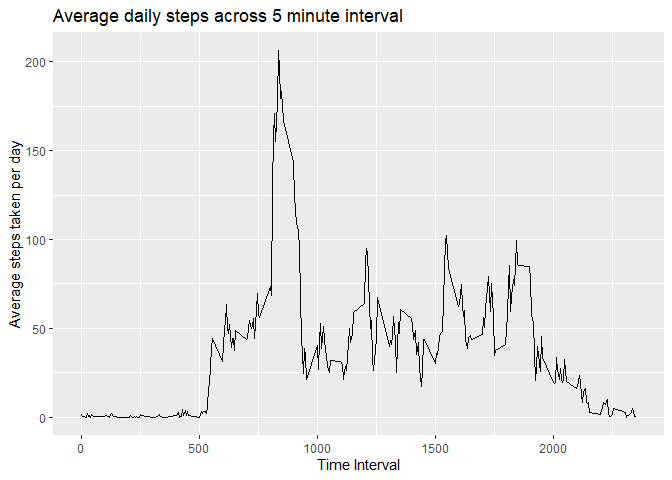 Average daily steps across 5 minute interval
Average steps taken per day
200
150
100
50
0
0 500 1000 1500 2000
Time Interval